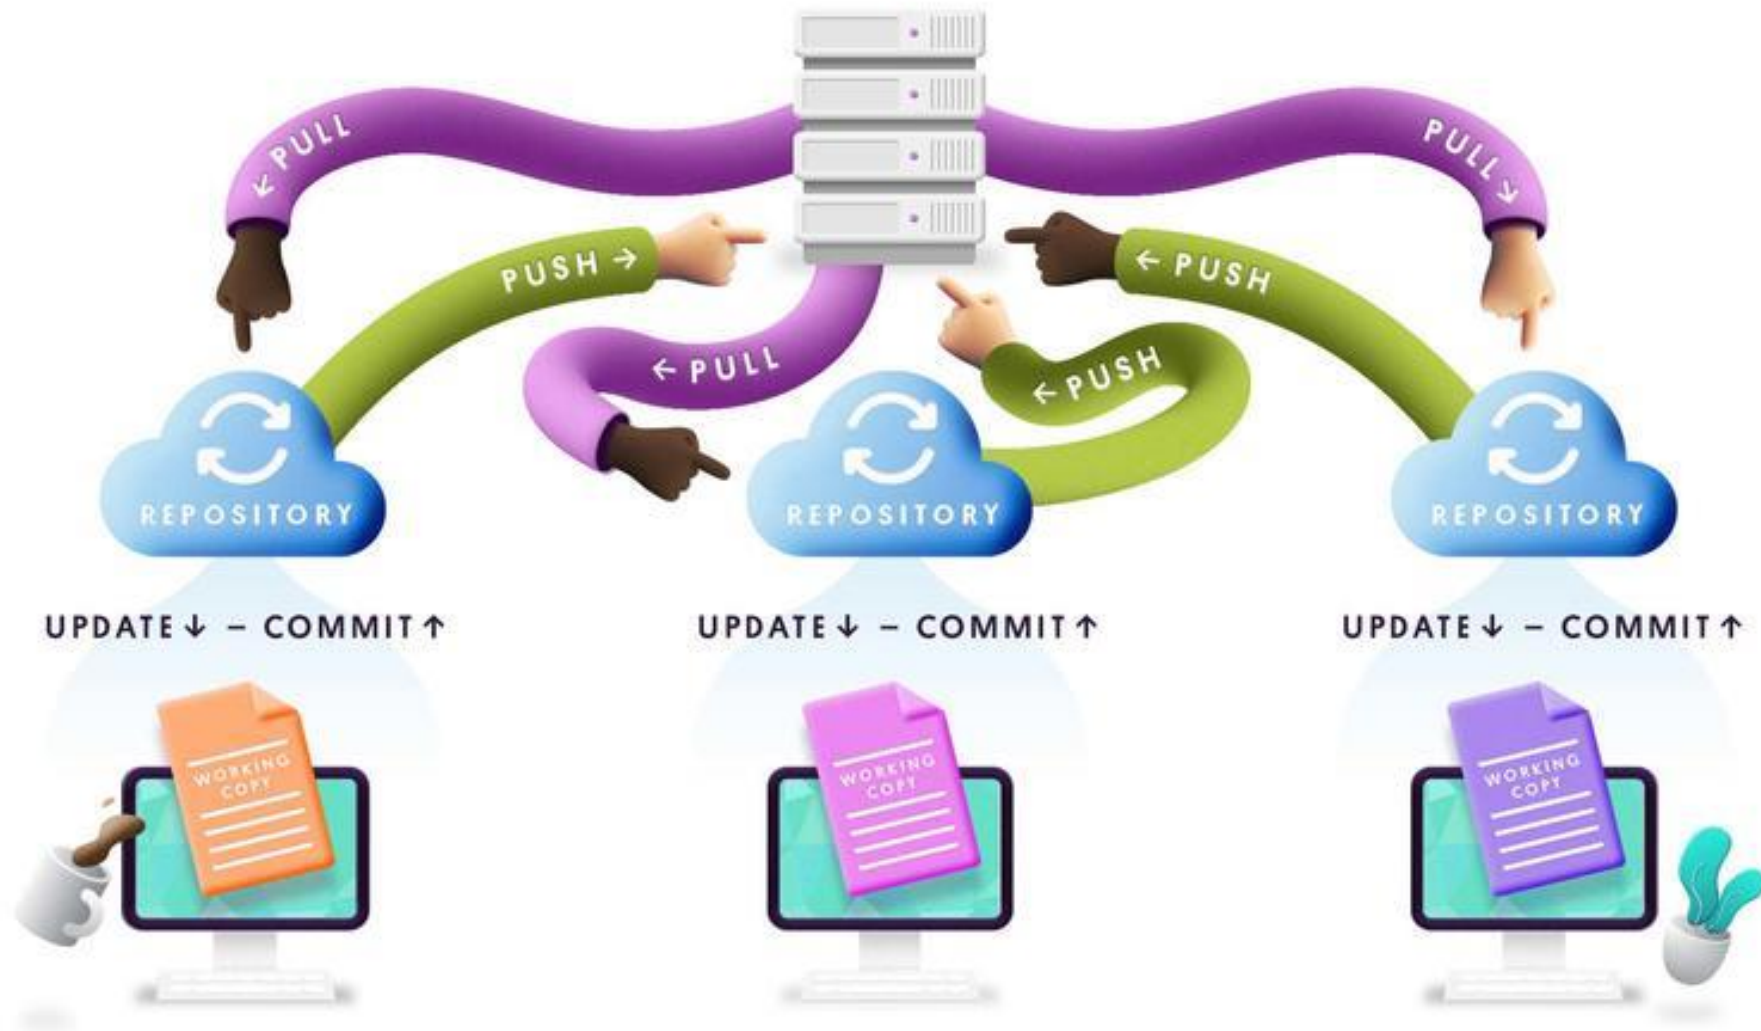 ← PULL
PULL →
PUSH →
← PUSH
← PULL
← PUSH
REPOSITORY
REPOSITORY
REPOSITORY
UPDATE ↓ – COMMIT ↑
UPDATE ↓ – COMMIT ↑
UPDATE ↓ – COMMIT ↑
WORKING
COPY
WORKING
COPY
WORKING
COPY